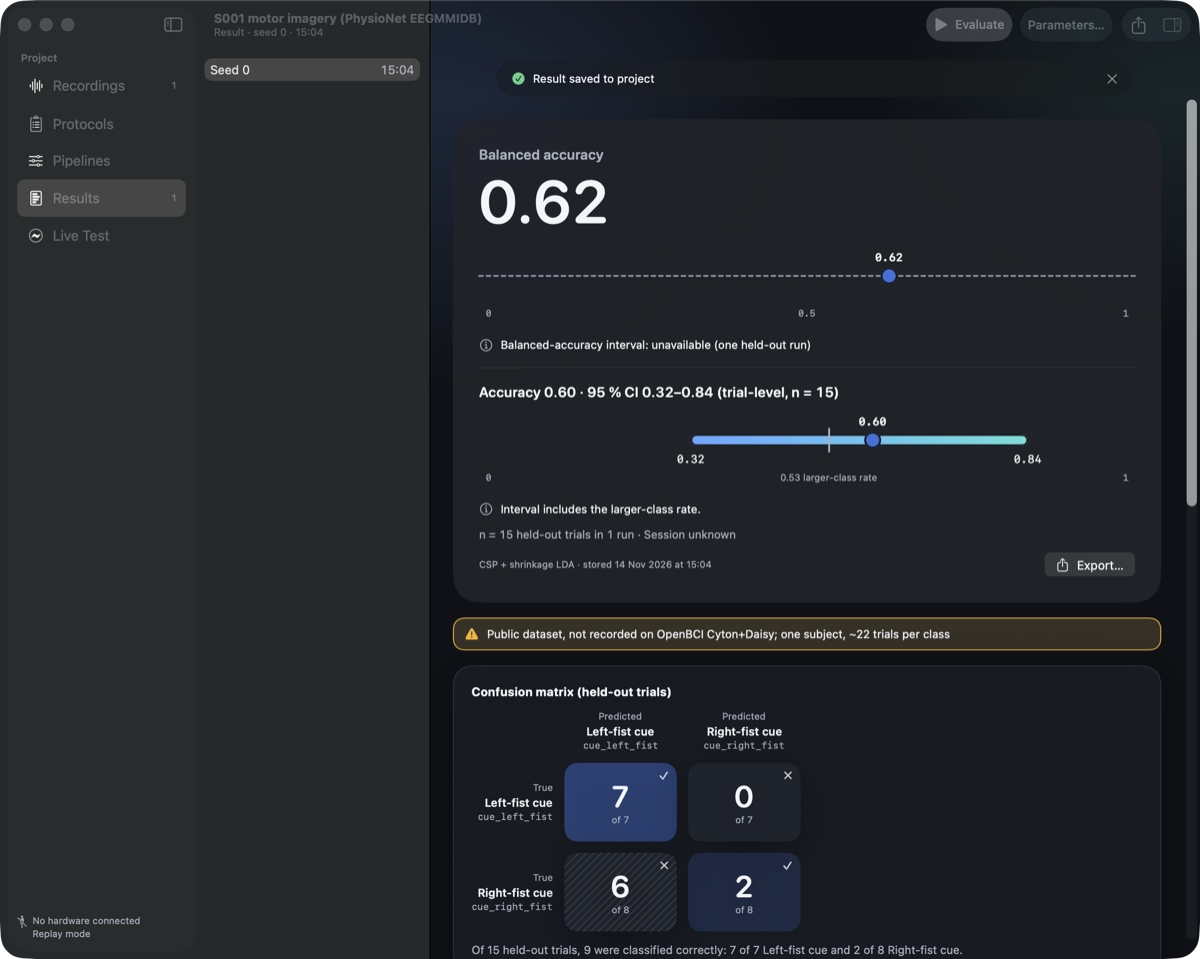 S001 motor imagery (PhysioNet EEGMMIDB)
Result · seed 0 · 15:04
Evaluate
Parameters...
Project
Recordings 1
Protocols
Pipelines
Results 1
Live Test
Seed 0 15:04
Result saved to project
Balanced accuracy
0.62
0.62
0 0.5 1
Balanced-accuracy interval: unavailable (one held-out run)
Accuracy 0.60 · 95 % CI 0.32–0.84 (trial-level, n = 15)
0.60
0.32 0.84
0 0.53 larger-class rate 1
Interval includes the larger-class rate.
n = 15 held-out trials in 1 run · Session unknown
CSP + shrinkage LDA · stored 14 Nov 2026 at 15:04
Export...
Public dataset, not recorded on OpenBCI Cyton+Daisy; one subject, ~22 trials per class
Confusion matrix (held-out trials)
Predicted Predicted
Left-fist cue Right-fist cue
cue_left_fist cue_right_fist
True
Left-fist cue
cue_left_fist
7
of 7
0
of 7
True
Right-fist cue
cue_right_fist
6
of 8
2
of 8
Of 15 held-out trials, 9 were classified correctly: 7 of 7 Left-fist cue and 2 of 8 Right-fist cue.
No hardware connected
Replay mode